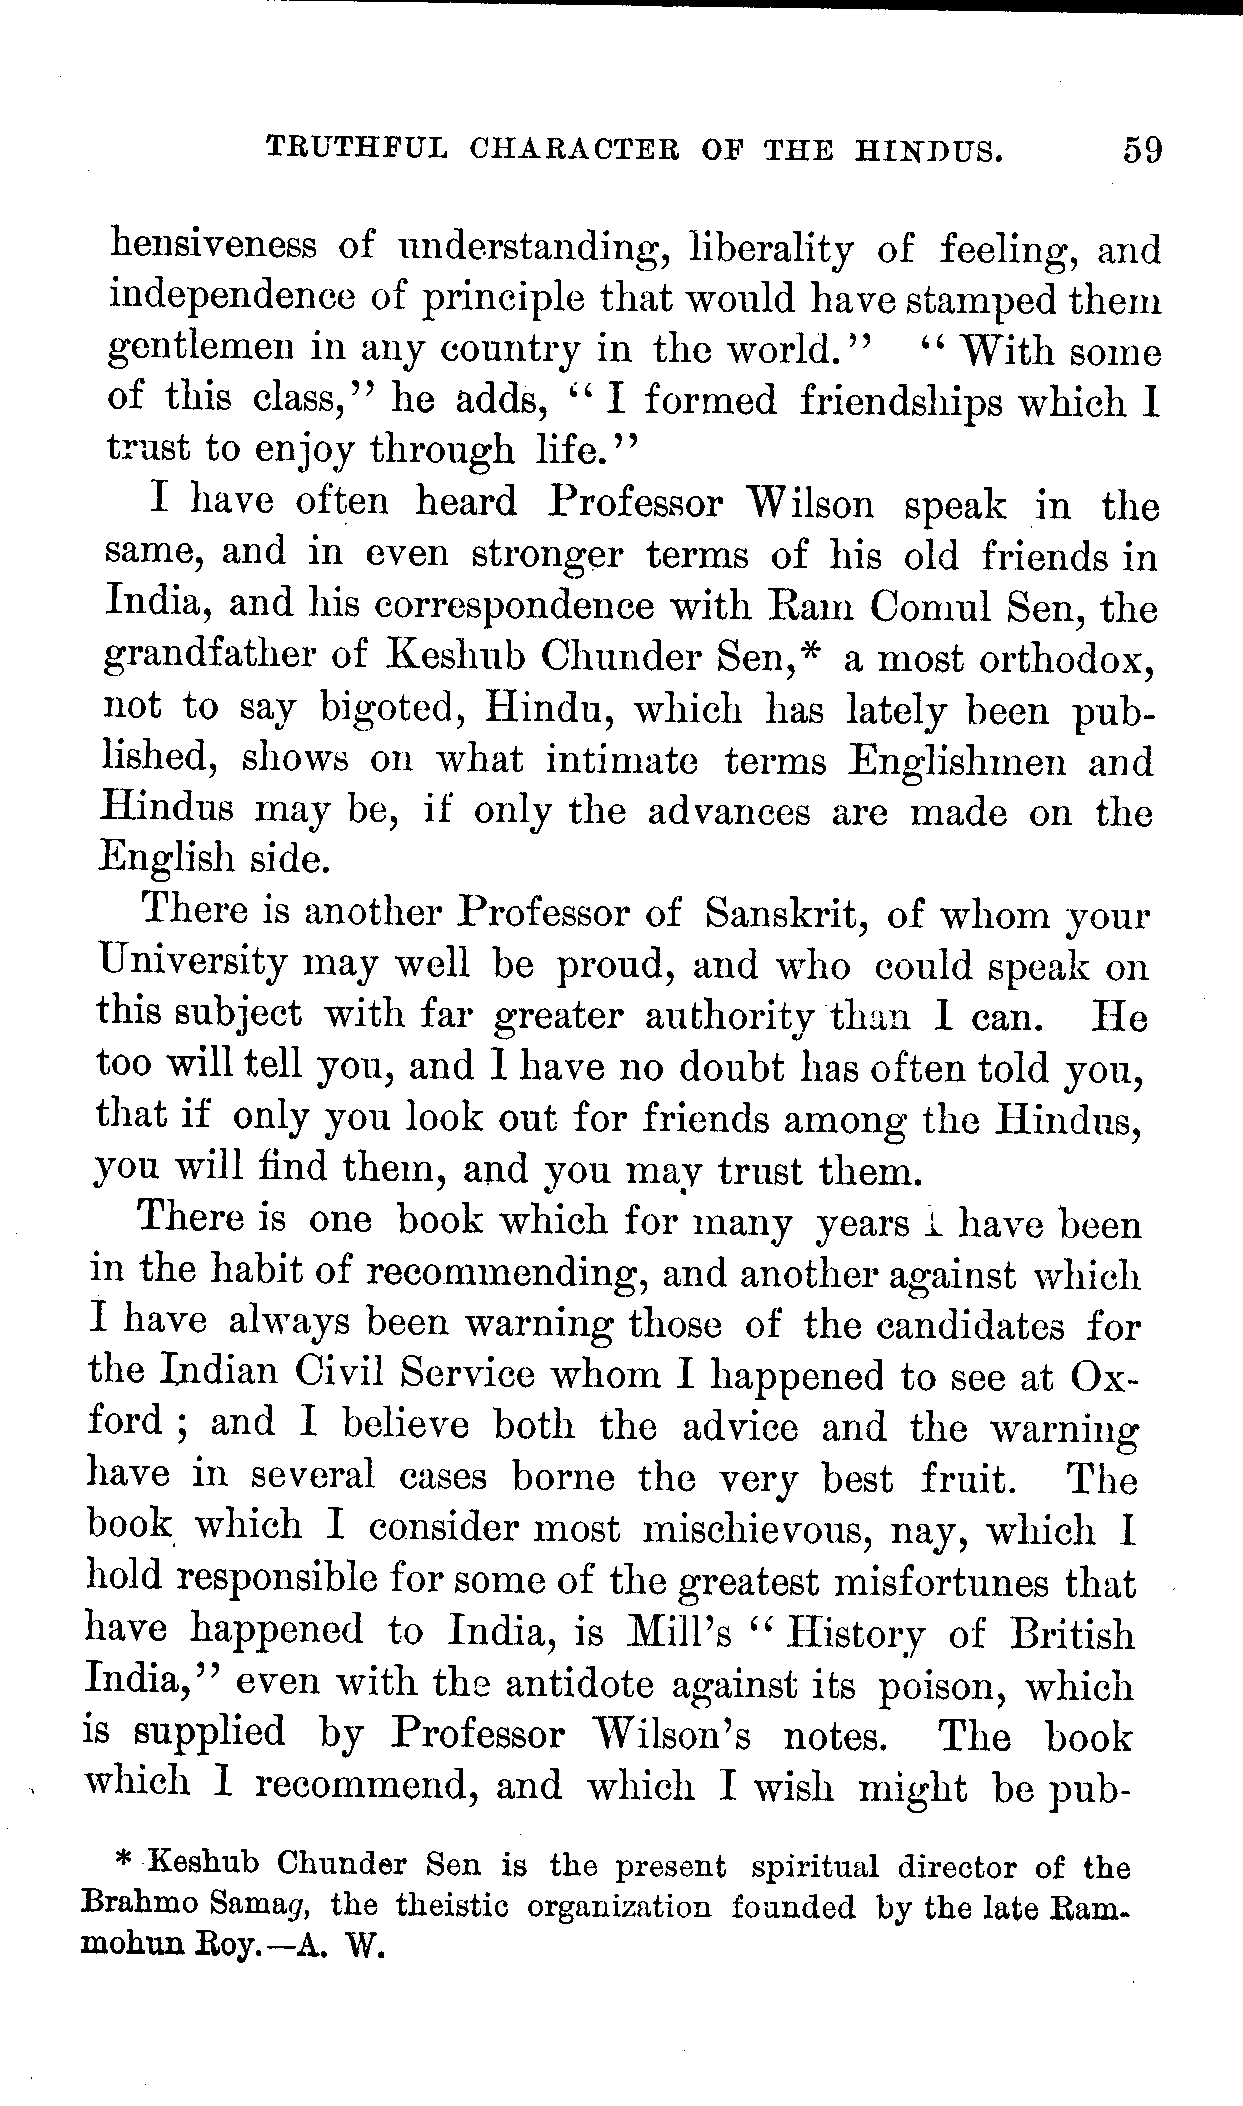 TRUTHFUL CHARACTER OF THE HINDUS. 59
hensiveness of understanding, liberality of feeling, and
independence of principle that would have stamped them
gentlemen in any country in the world." "With some
of this class," he adds, "I formed friendships which I
trust to enjoy through life."
I have often heard Professor Wilson speak in the
same, and in even stronger terms of his old friends in
India, and his correspondence with Ram Comul Sen, the
grandfather of Keshub Chunder Sen,* a most orthodox,
not to say bigoted, Hindu, which has lately been pub-
lished, shows on what intimate terms Englishmen and
Hindus may be, if only the advances are made on the
English side.
There is another Professor of Sanskrit, of whom your
University may well be proud, and who could speak on
this subject with far greater authority than I can. He
too will tell you, and I have no doubt has often told you,
that if only you look out for friends among the Hindus,
you will find them, and you may trust them.
There is one book which for many years I have been
in the habit of recommending, and another against which
I have always been warning those of the candidates for
the Indian Civil Service whom I happened to see at Ox-
ford; and I believe both the advice and the warning
have in several cases borne the very best fruit. The
book which I consider most mischievous, nay, which I
hold responsible for some of the greatest misfortunes that
have happened to India, is Mill's "History of British
India," even with the antidote against its poison, which
is supplied by Professor Wilson's notes. The book
which I recommend, and which I wish might be pub-
* Keshub Chunder Sen is the present spiritual director of the
Brahmo Samag, the theistic organization founded by the late Ram-
mohun Roy.—A. W.